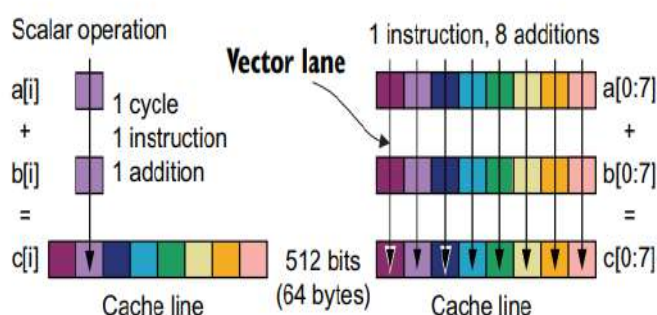 Scalar operation
a[i]
+
b[i]
=
c[i]
1 cycle
1 instruction
1 addition
Cache line
Vector lane
512 bits
(64 bytes)
1 instruction, 8 additions
a[0:7]
+
b[0:7]
=
c[0:7]
Cache line